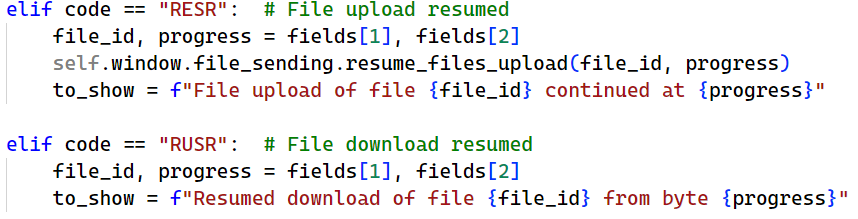 elif code == "RESR":  # File upload resumed
    file_id, progress = fields[1], fields[2]
    self.window.file_sending.resume_files_upload(file_id, progress)
    to_show = f"File upload of file {file_id} continued at {progress}"

elif code == "RUSR":  # File download resumed
    file_id, progress = fields[1], fields[2]
    to_show = f"Resumed download of file {file_id} from byte {progress}"